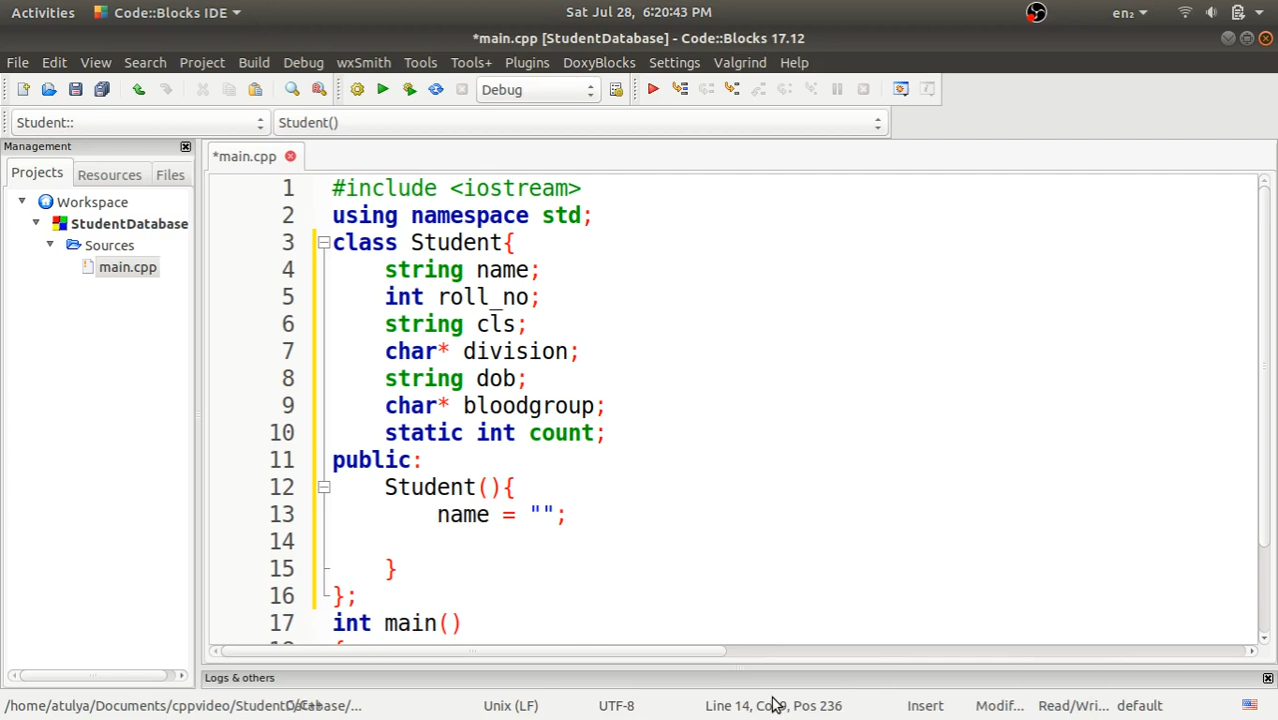 Activities Code::Blocks IDE Sat Jul 28, 6:20:43 PM en₂
*main.cpp [StudentDatabase] - Code::Blocks 17.12
File Edit View Search Project Build Debug wxSmith Tools Tools+ Plugins DoxyBlocks Settings Valgrind Help
Debug
Student:: Student()
Management
Projects Resources Files
*main.cpp
Workspace
StudentDatabase
Sources
main.cpp
1 #include <iostream>
2 using namespace std;
3 class Student{
4 string name;
5 int roll_no;
6 string cls;
7 char* division;
8 string dob;
9 char* bloodgroup;
10 static int count;
11 public:
12 Student(){
13 name = "";
14
15 }
16 };
17 int main()
Logs & others
Unix (LF) UTF-8 Line 14, Pos 236 Insert Modif... Read/Wri... default